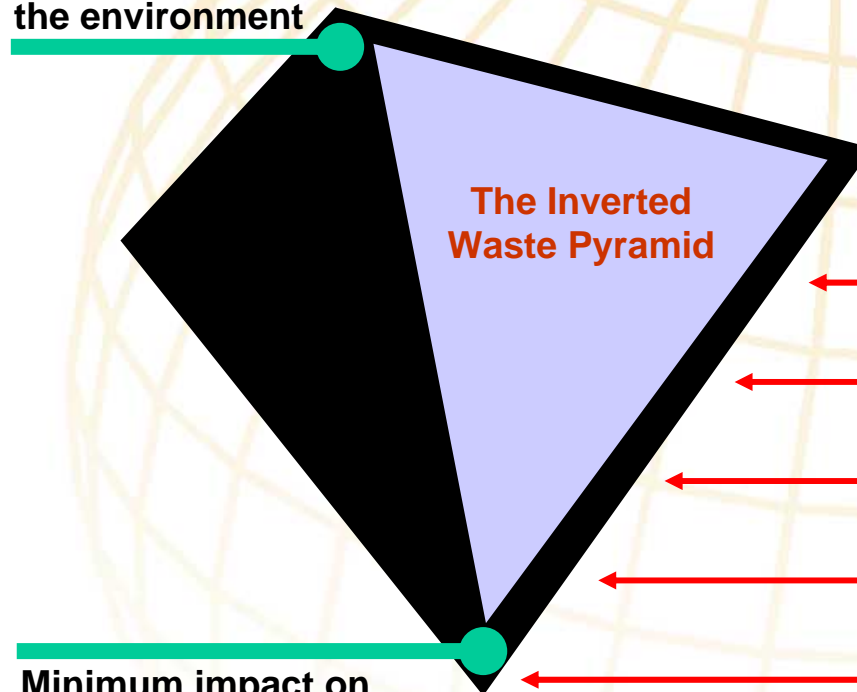 the environment
The Inverted
Waste Pyramid
Minimum impact on